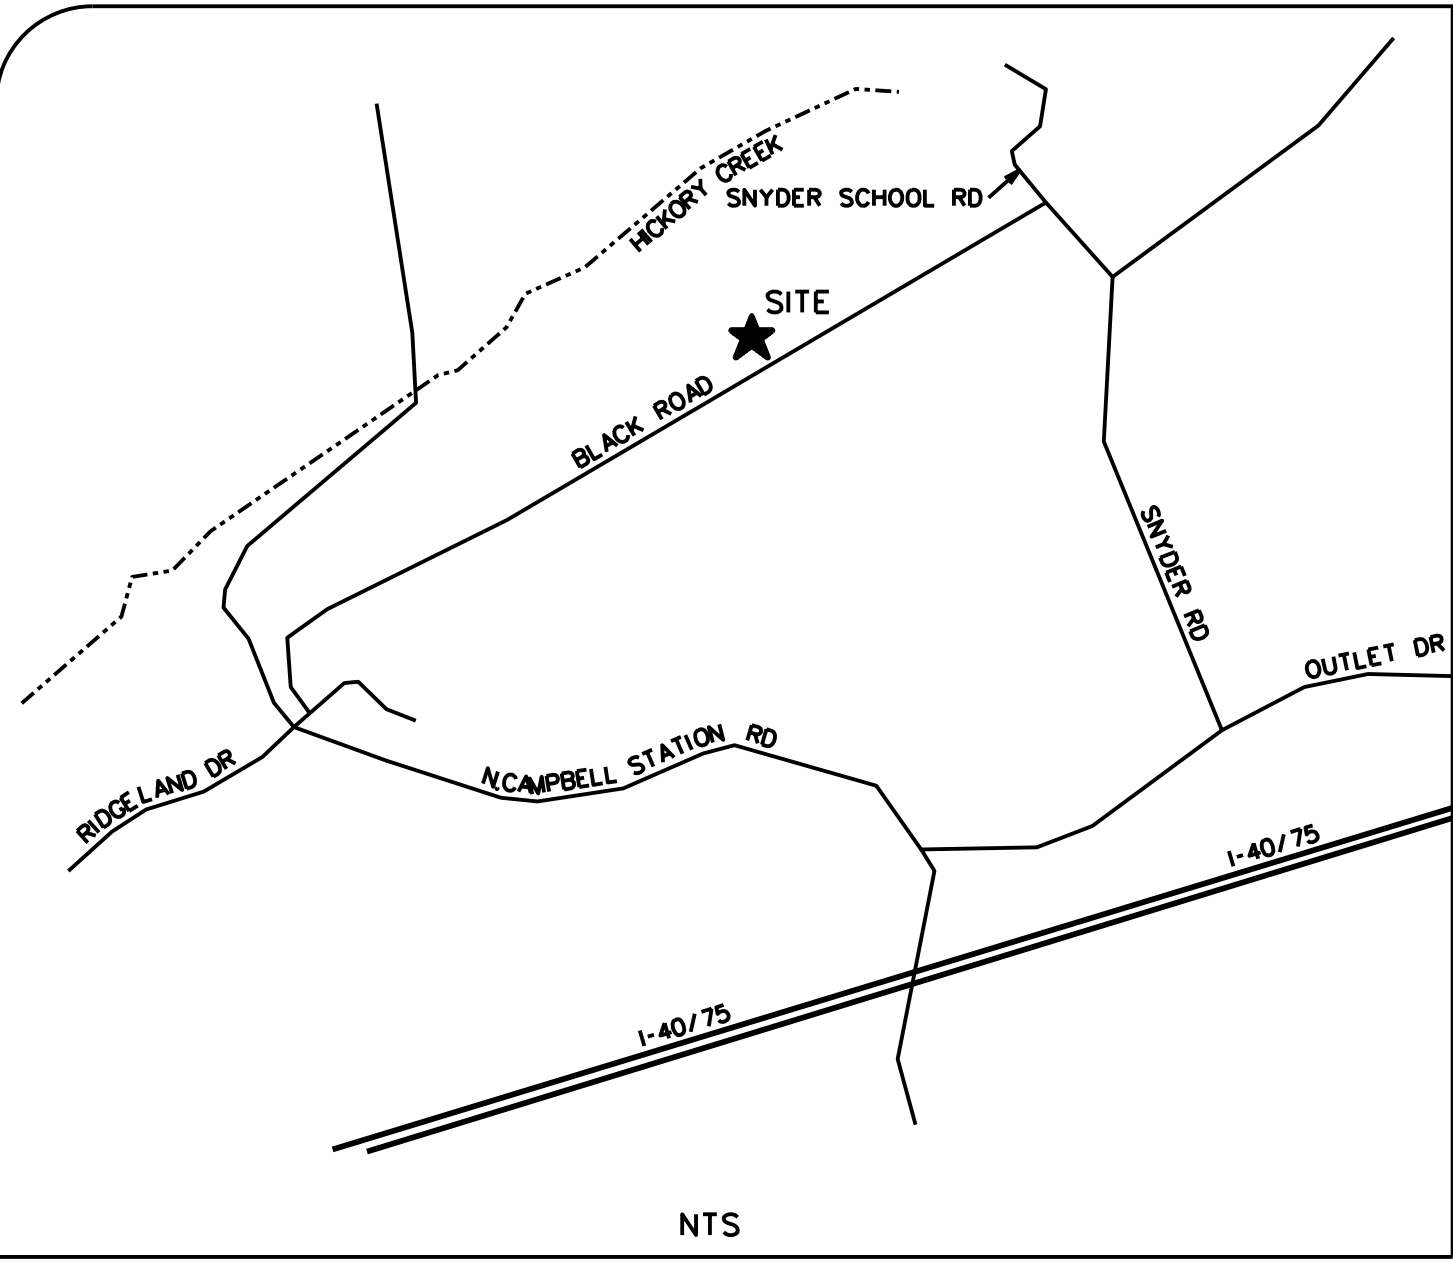 HICKORY CREEK
SNYDER SCHOOL RD
SITE
BLACK ROAD
SNYDER RD
OUTLET DR
N.CAMPBELL STATION RD
RIDGELAND DR
I-40/75
I-40/75
NTS